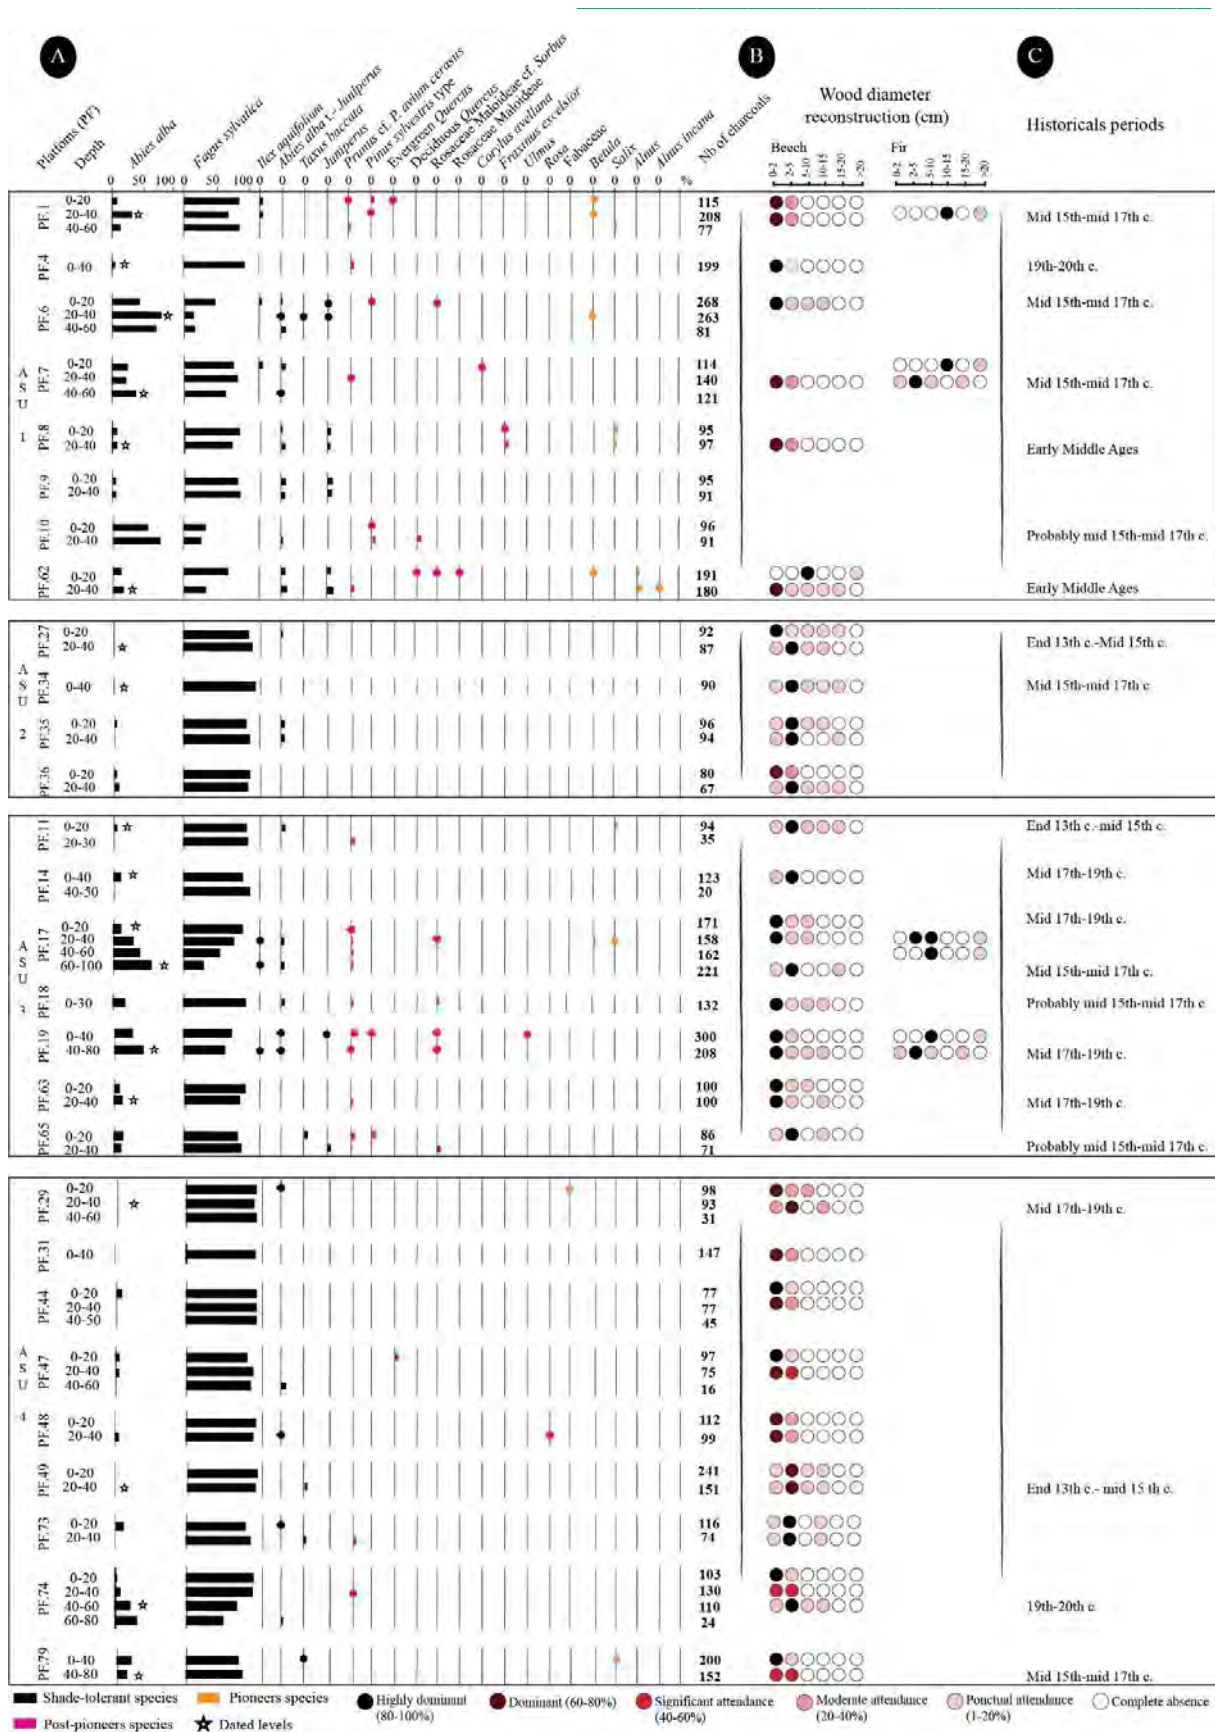 A
B
C
Platforms (PF)
Depth
Abies alba
Fagus sylvatica
Ilex aquifolium
Abies alba t. - Juniperus
Taxus baccata
Juniperus
Prunus cf. P. avium cerasus
Pinus sylvestris type
Evergreen Quercus
Deciduous Quercus
Rosaceae Maloideae cf. Sorbus
Rosaceae Maloideae
Corylus avellana
Fraxinus excelsior
Ulmus
Rosa
Fabaceae
Betula
Salix
Alnus
Alnus incana
Nb of charcoals
Wood diameter
reconstruction (cm)
Historicals periods
Beech
Fir
0-2 2-5 5-10 10-15 15-20 >20
0-2 2-5 5-10 10-15 15-20 >20
0 50 100 0 50 100 0 0 0 0 0 0 0 0 0 0 0 0 0 0 0 0 0 0 0 %
ASU 1
PF.1
0-20 115
20-40 208 Mid 15th-mid 17th c.
40-60 77
PF.4
0-40 199 19th-20th c.
PF.6
0-20 268 Mid 15th-mid 17th c.
20-40 263
40-60 81
PF.7
0-20 114
20-40 140 Mid 15th-mid 17th c.
40-60 121
PF.8
0-20 95
20-40 97 Early Middle Ages
PF.9
0-20 95
20-40 91
PF.10
0-20 96
20-40 91 Probably mid 15th-mid 17th c.
PF.62
0-20 191
20-40 180 Early Middle Ages
ASU 2
PF.27
0-20 92 End 13th c.-Mid 15th c.
20-40 87
PF.34
0-40 90 Mid 15th-mid 17th c.
PF.35
0-20 96
20-40 94
PF.36
0-20 80
20-40 67
ASU 3
PF.11
0-20 94 End 13th c.-mid 15th c.
20-30 35
PF.14
0-40 123 Mid 17th-19th c.
40-50 20
PF.17
0-20 171 Mid 17th-19th c.
20-40 158
40-60 162
60-100 221 Mid 15th-mid 17th c.
PF.18
0-30 132 Probably mid 15th-mid 17th c
PF.19
0-40 300
40-80 208 Mid 17th-19th c.
PF.63
0-20 100
20-40 100 Mid 17th-19th c.
PF.65
0-20 86
20-40 71 Probably mid 15th-mid 17th c.
ASU 4
PF.29
0-20 98
20-40 93 Mid 17th-19th c.
40-60 31
PF.31
0-40 147
PF.44
0-20 77
20-40 77
40-50 45
PF.47
0-20 97
20-40 75
40-60 16
PF.48
0-20 112
20-40 99
PF.49
0-20 241
20-40 151 End 13th c.- mid 15 th c.
PF.73
0-20 116
20-40 74
PF.74
0-20 103
20-40 130
40-60 110 19th-20th c.
60-80 24
PF.79
0-40 200
40-80 152 Mid 15th-mid 17th c.
Shade-tolerant species
Pioneers species
Highly dominant
(80-100%)
Dominant (60-80%)
Significant attendance
(40-60%)
Moderate attendance
(20-40%)
Ponctual attendance
(1-20%)
Complete absence
Post-pioneers species
Dated levels